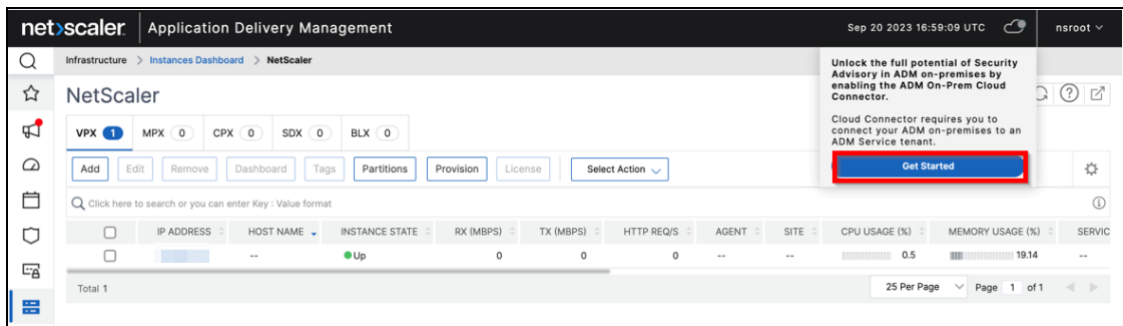 net>scaler. Application Delivery Management Sep 20 2023 16:59:09 UTC nsroot
Infrastructure > Instances Dashboard > NetScaler
Unlock the full potential of Security
Advisory in ADM on-premises by
enabling the ADM On-Prem Cloud
Connector.
Cloud Connector requires you to
connect your ADM on-premises to an
ADM Service tenant.
Get Started
NetScaler
VPX 1 MPX 0 CPX 0 SDX 0 BLX 0
Add Edit Remove Dashboard Tags Partitions Provision License Select Action
Click here to search or you can enter Key : Value format
IP ADDRESS HOST NAME INSTANCE STATE RX (MBPS) TX (MBPS) HTTP REQ/S AGENT SITE CPU USAGE (%) MEMORY USAGE (%) SERVIC
-- Up 0 0 0 -- -- 0.5 19.14 --
Total 1 25 Per Page Page 1 of 1